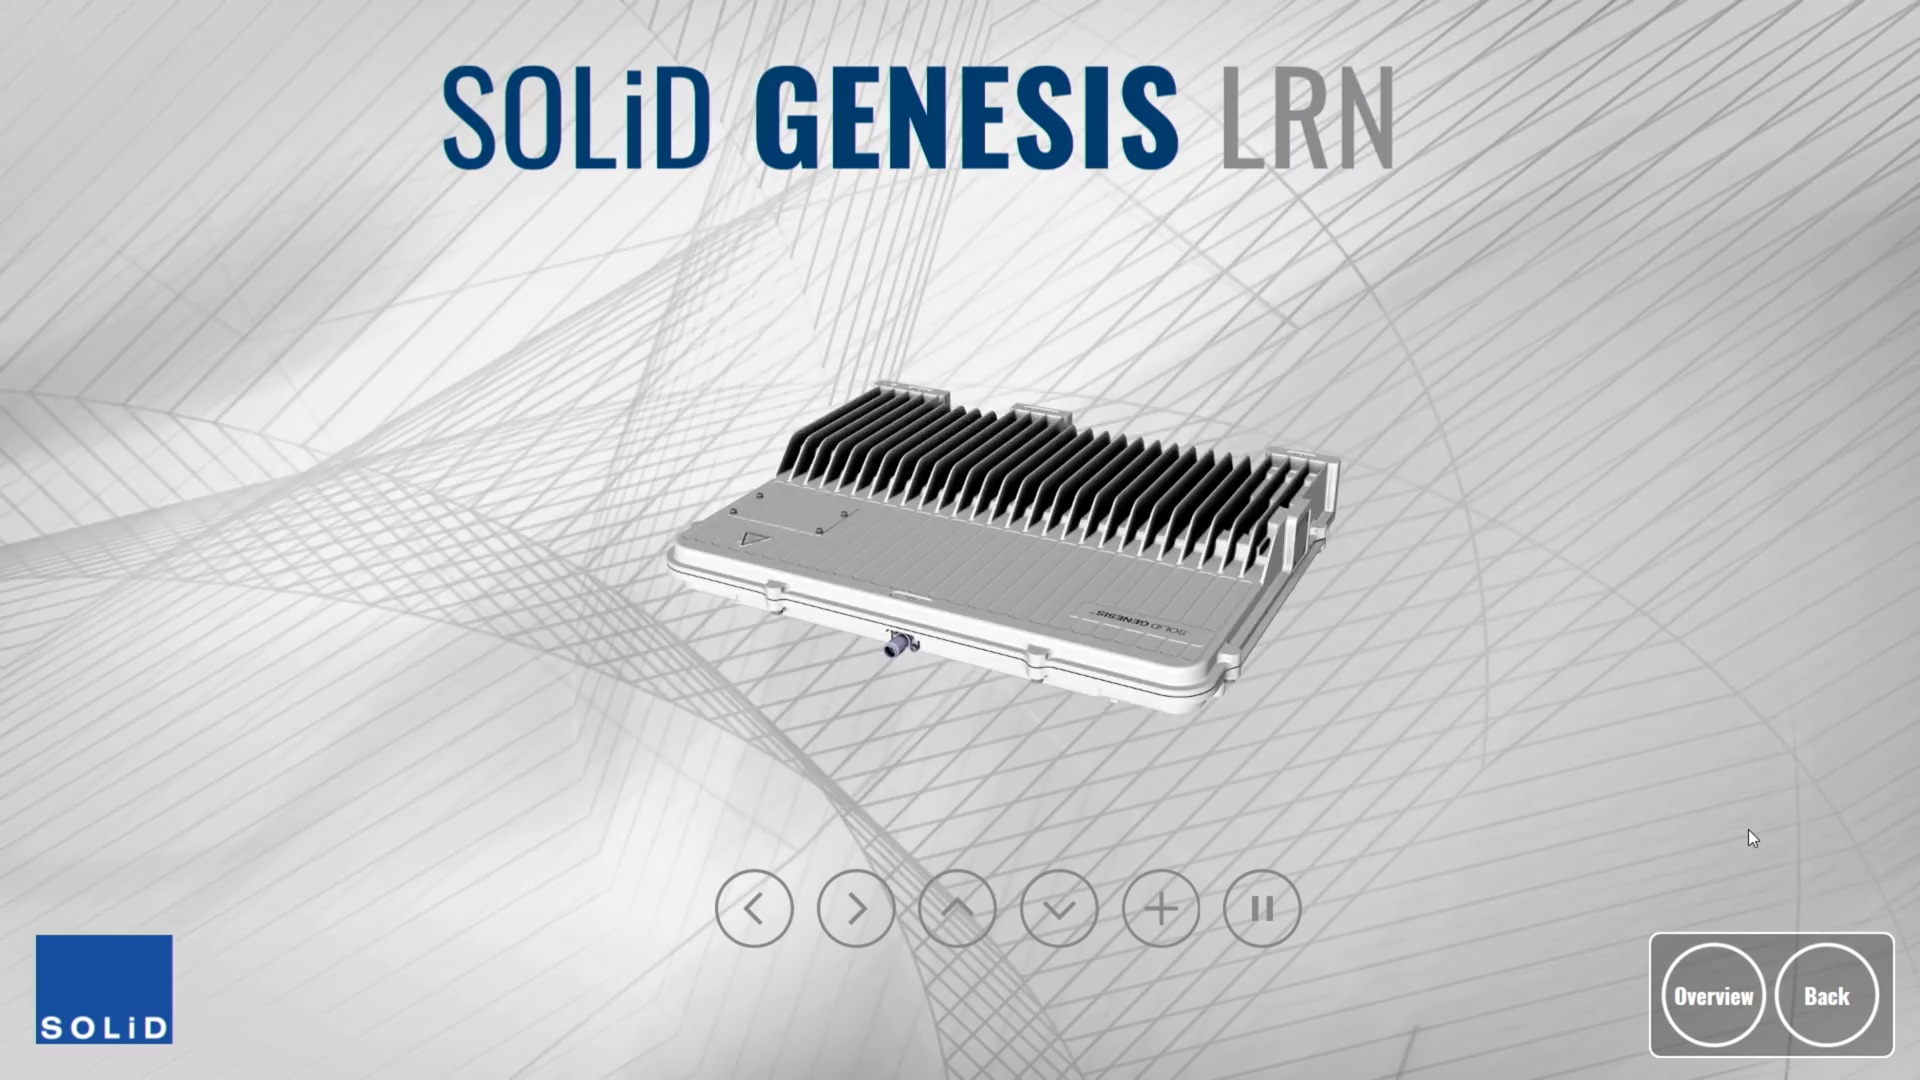 SOLiD GENESIS LRN
SOLiD GENESIS
SOLiD
Overview
Back